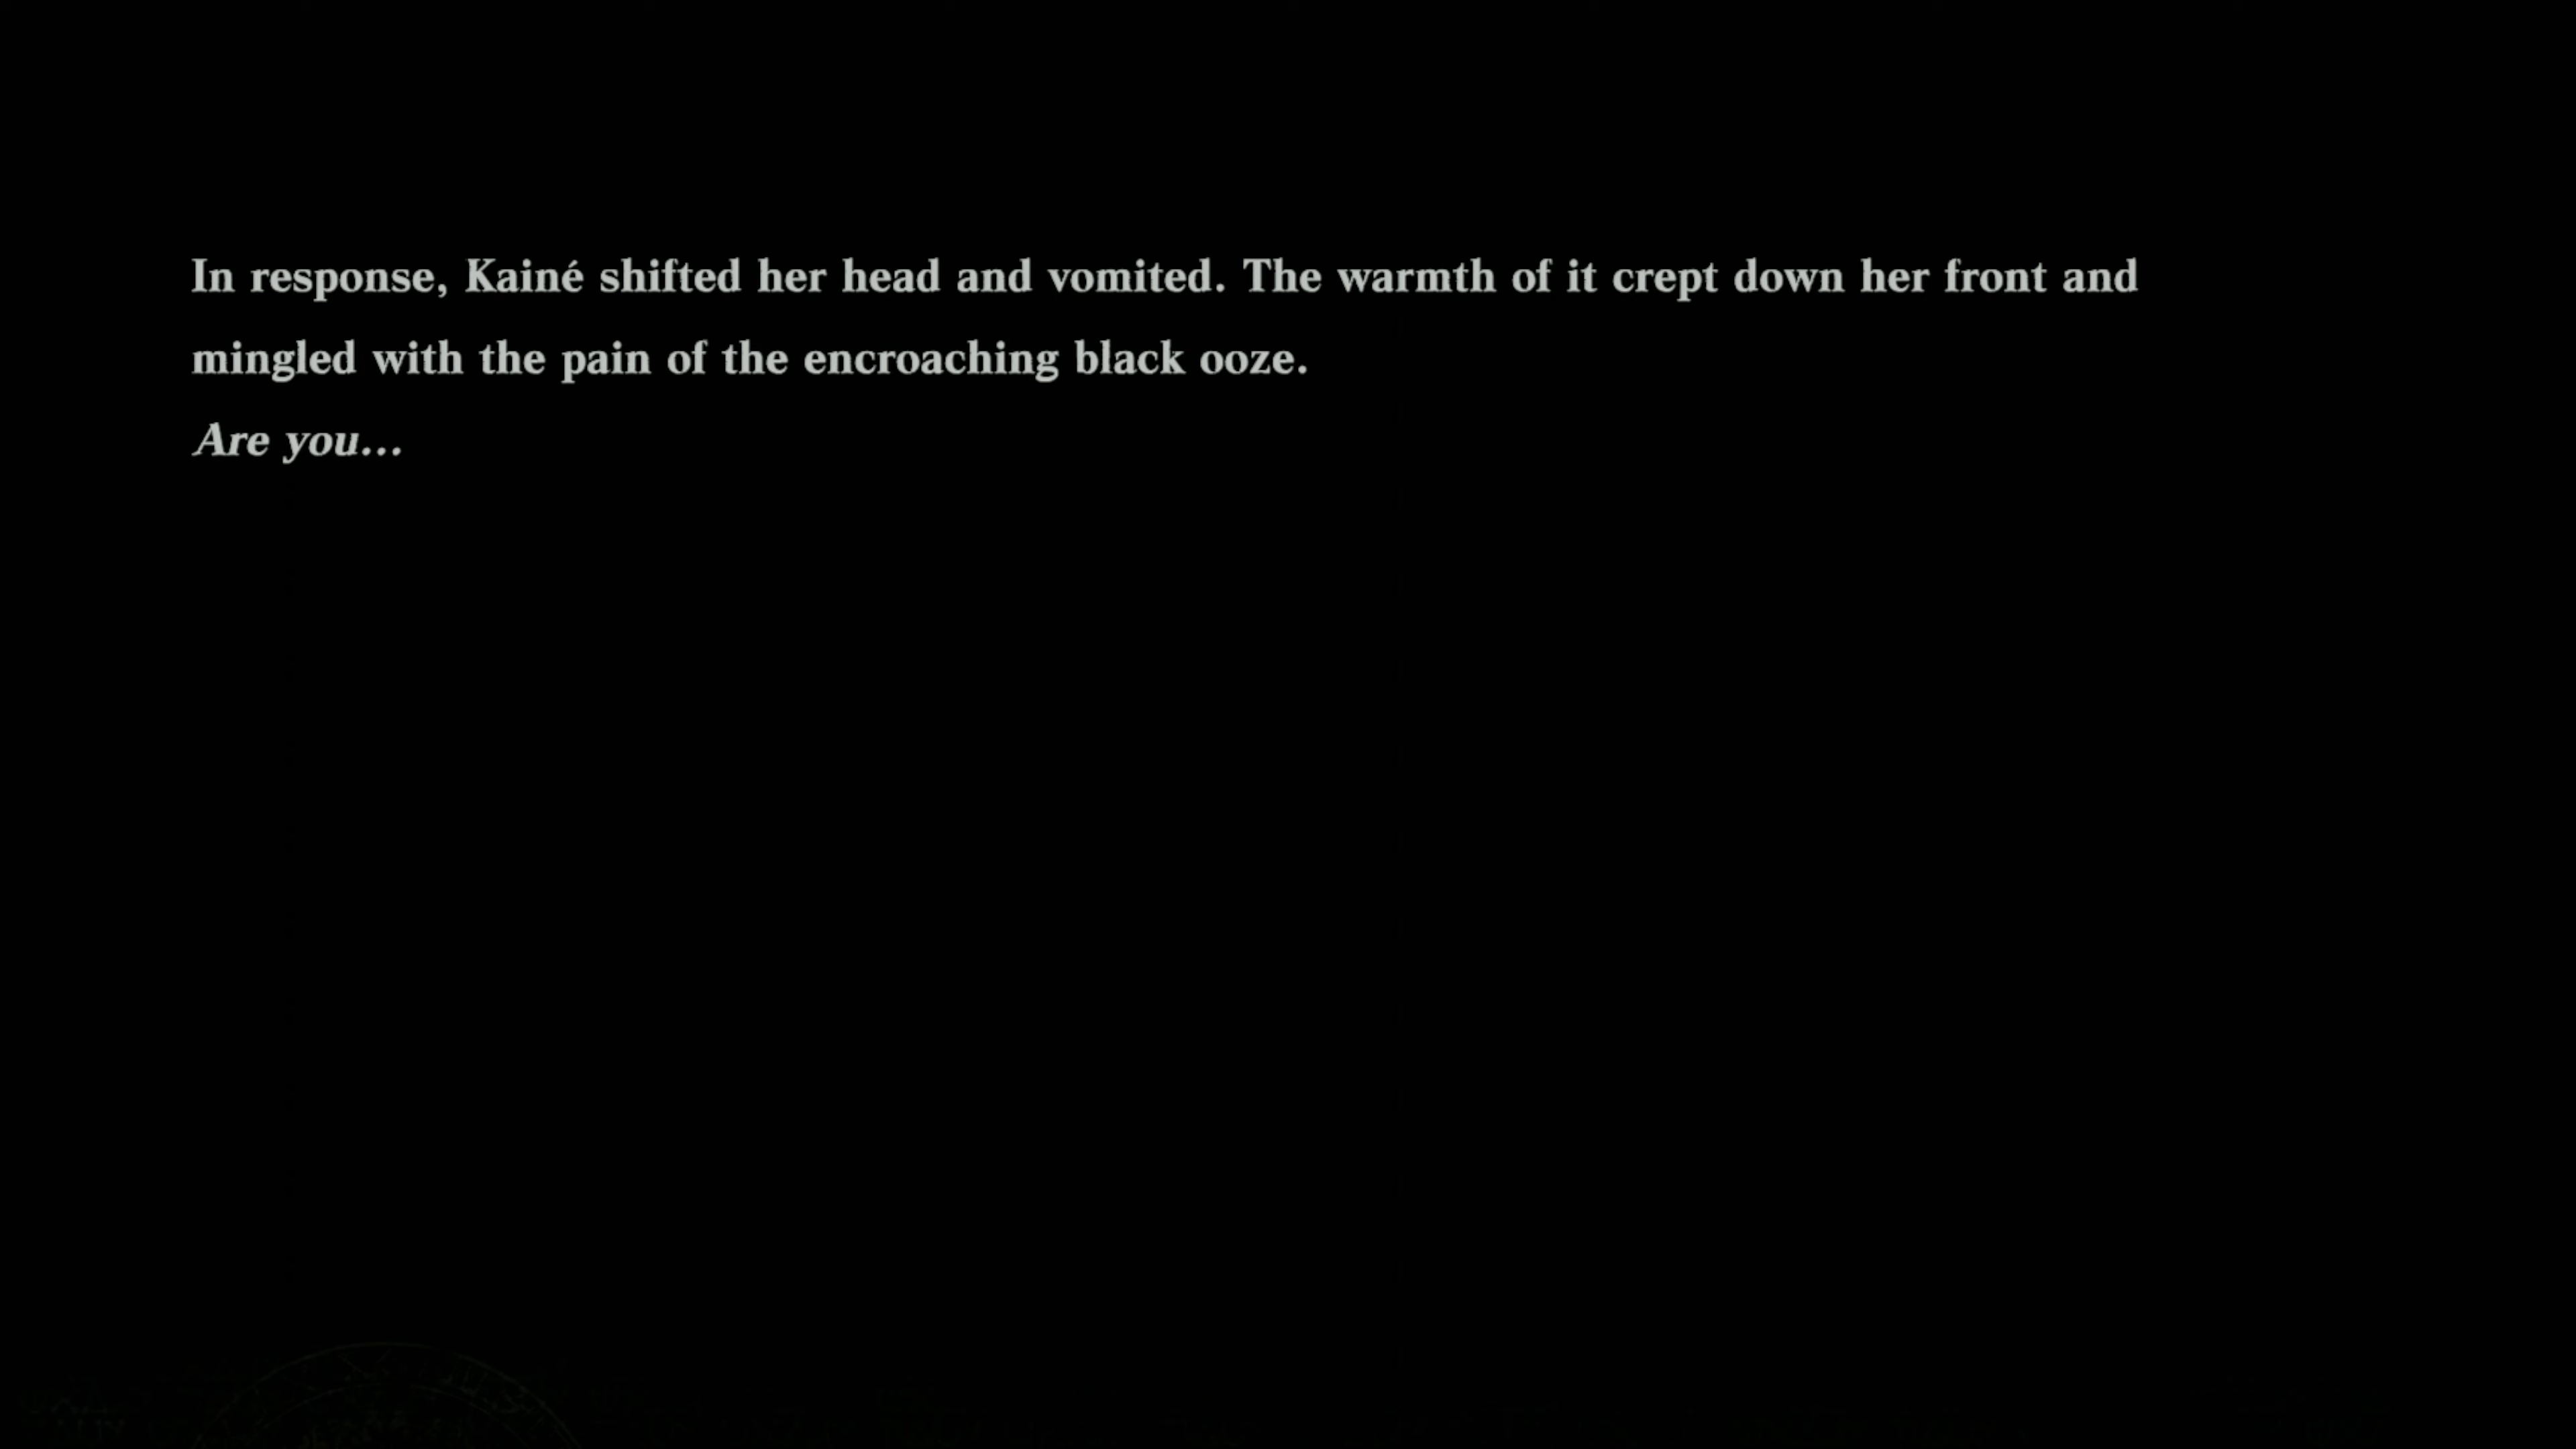 In response, Kainé shifted her head and vomited. The warmth of it crept down her front and
mingled with the pain of the encroaching black ooze.
Are you...